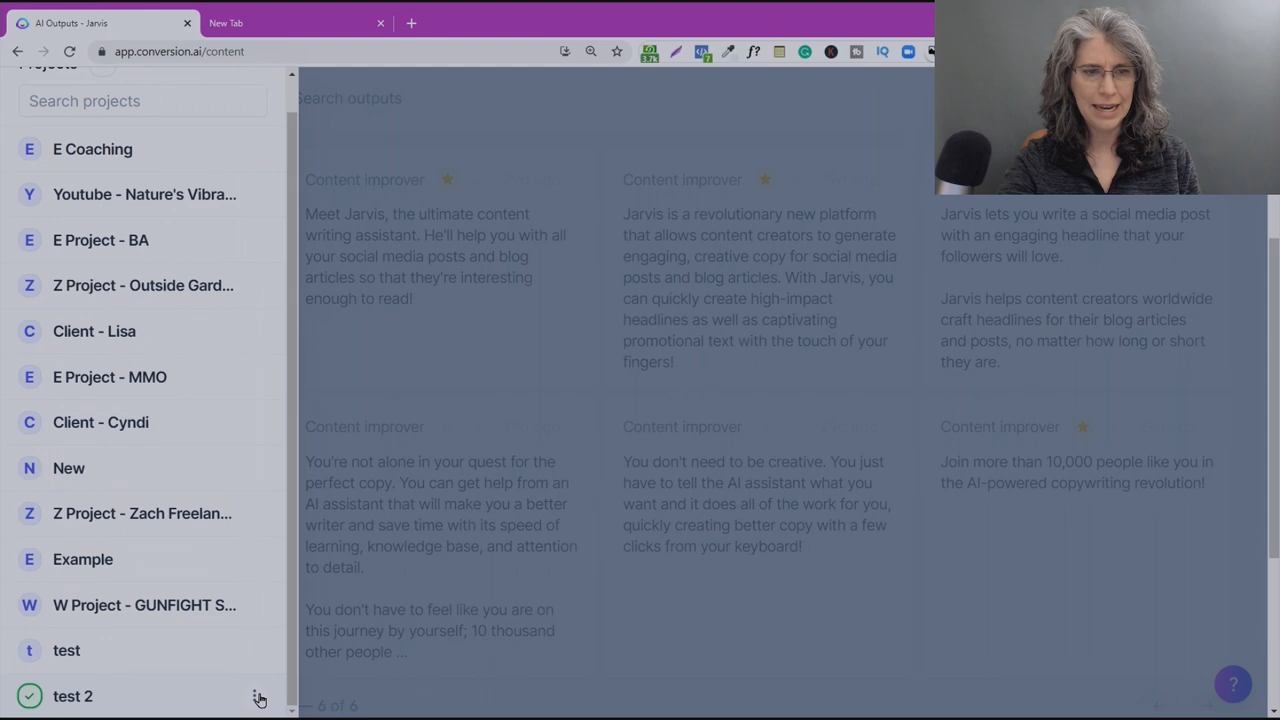 AI Outputs - Jarvis
New Tab
app.conversion.ai/content
3.7k
7
f?
IQ
Projects
Search projects
Search outputs
E E Coaching
Y Youtube - Nature's Vibra...
E E Project - BA
Z Z Project - Outside Gard...
C Client - Lisa
E E Project - MMO
C Client - Cyndi
N New
Z Z Project - Zach Freelan...
E Example
W W Project - GUNFIGHT S...
t test
test 2
Content improver
Meet Jarvis, the ultimate content
writing assistant. He'll help you with all
your social media posts and blog
articles so that they're interesting
enough to read!
Content improver
Jarvis is a revolutionary new platform
that allows content creators to generate
engaging, creative copy for social media
posts and blog articles. With Jarvis, you
can quickly create high-impact
headlines as well as captivating
promotional text with the touch of your
fingers!
Jarvis lets you write a social media post
with an engaging headline that your
followers will love.
Jarvis helps content creators worldwide
craft headlines for their blog articles
and posts, no matter how long or short
they are.
Content improver
You're not alone in your quest for the
perfect copy. You can get help from an
AI assistant that will make you a better
writer and save time with its speed of
learning, knowledge base, and attention
to detail.
You don't have to feel like you are on
this journey by yourself; 10 thousand
other people ...
Content improver
You don't need to be creative. You just
have to tell the AI assistant what you
want and it does all of the work for you,
quickly creating better copy with a few
clicks from your keyboard!
Content improver
Join more than 10,000 people like you in
the AI-powered copywriting revolution!
— 6 of 6
?